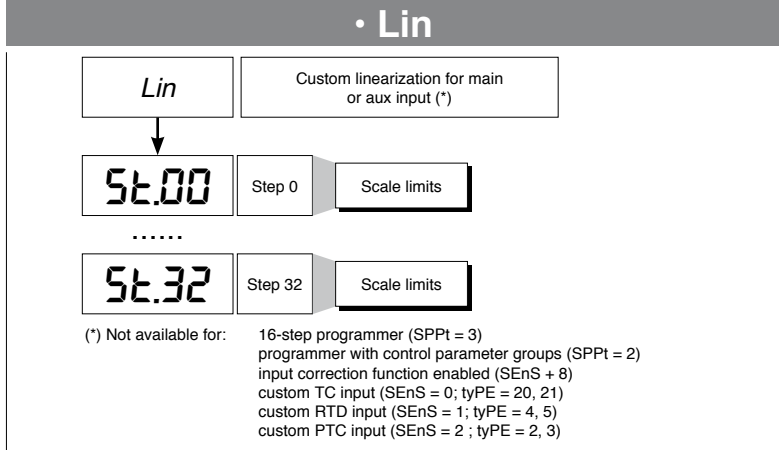 • Lin
Lin
Custom linearization for main
or aux input (*)
St.00
Step 0
Scale limits
......
St.32
Step 32
Scale limits
(*) Not available for:
16-step programmer (SPPt = 3)
programmer with control parameter groups (SPPt = 2)
input correction function enabled (SEnS + 8)
custom TC input (SEnS = 0; tyPE = 20, 21)
custom RTD input (SEnS = 1; tyPE = 4, 5)
custom PTC input (SEnS = 2 ; tyPE = 2, 3)